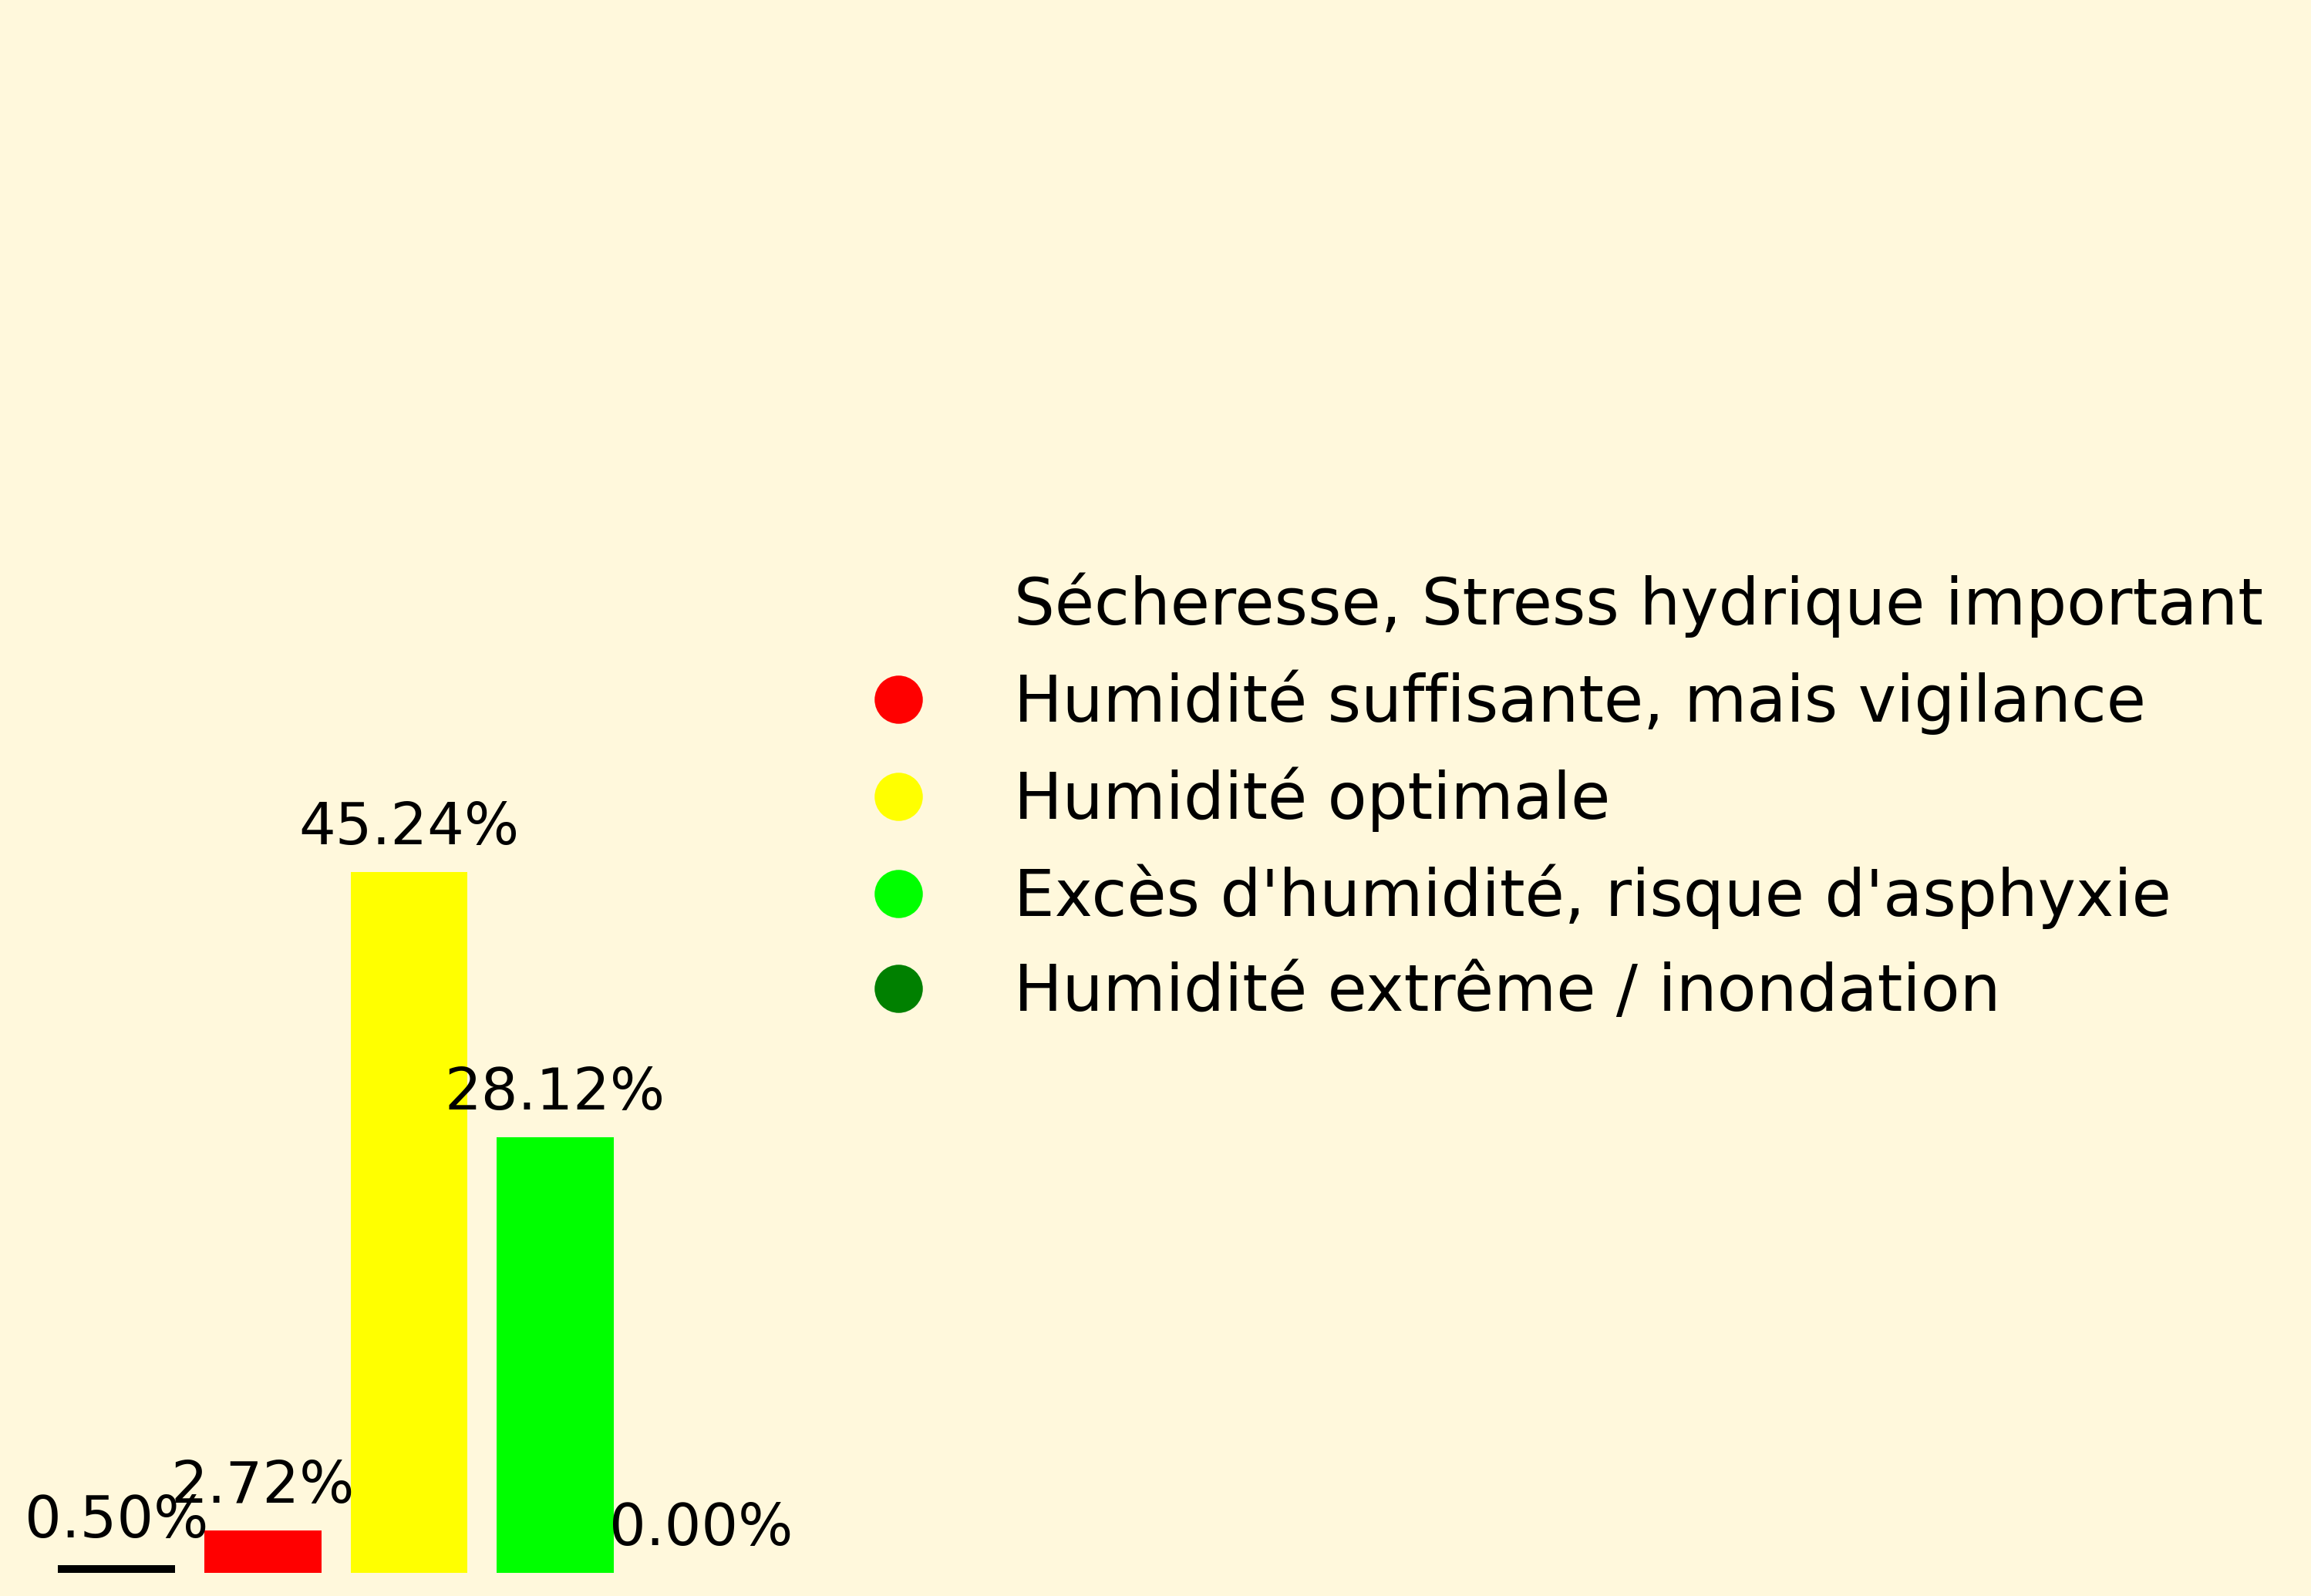 Sécheresse, Stress hydrique important
Humidité suffisante, mais vigilance
Humidité optimale
Excès d'humidité, risque d'asphyxie
Humidité extrême / inondation
45.24%
28.12%
2.72%
0.50%
0.00%